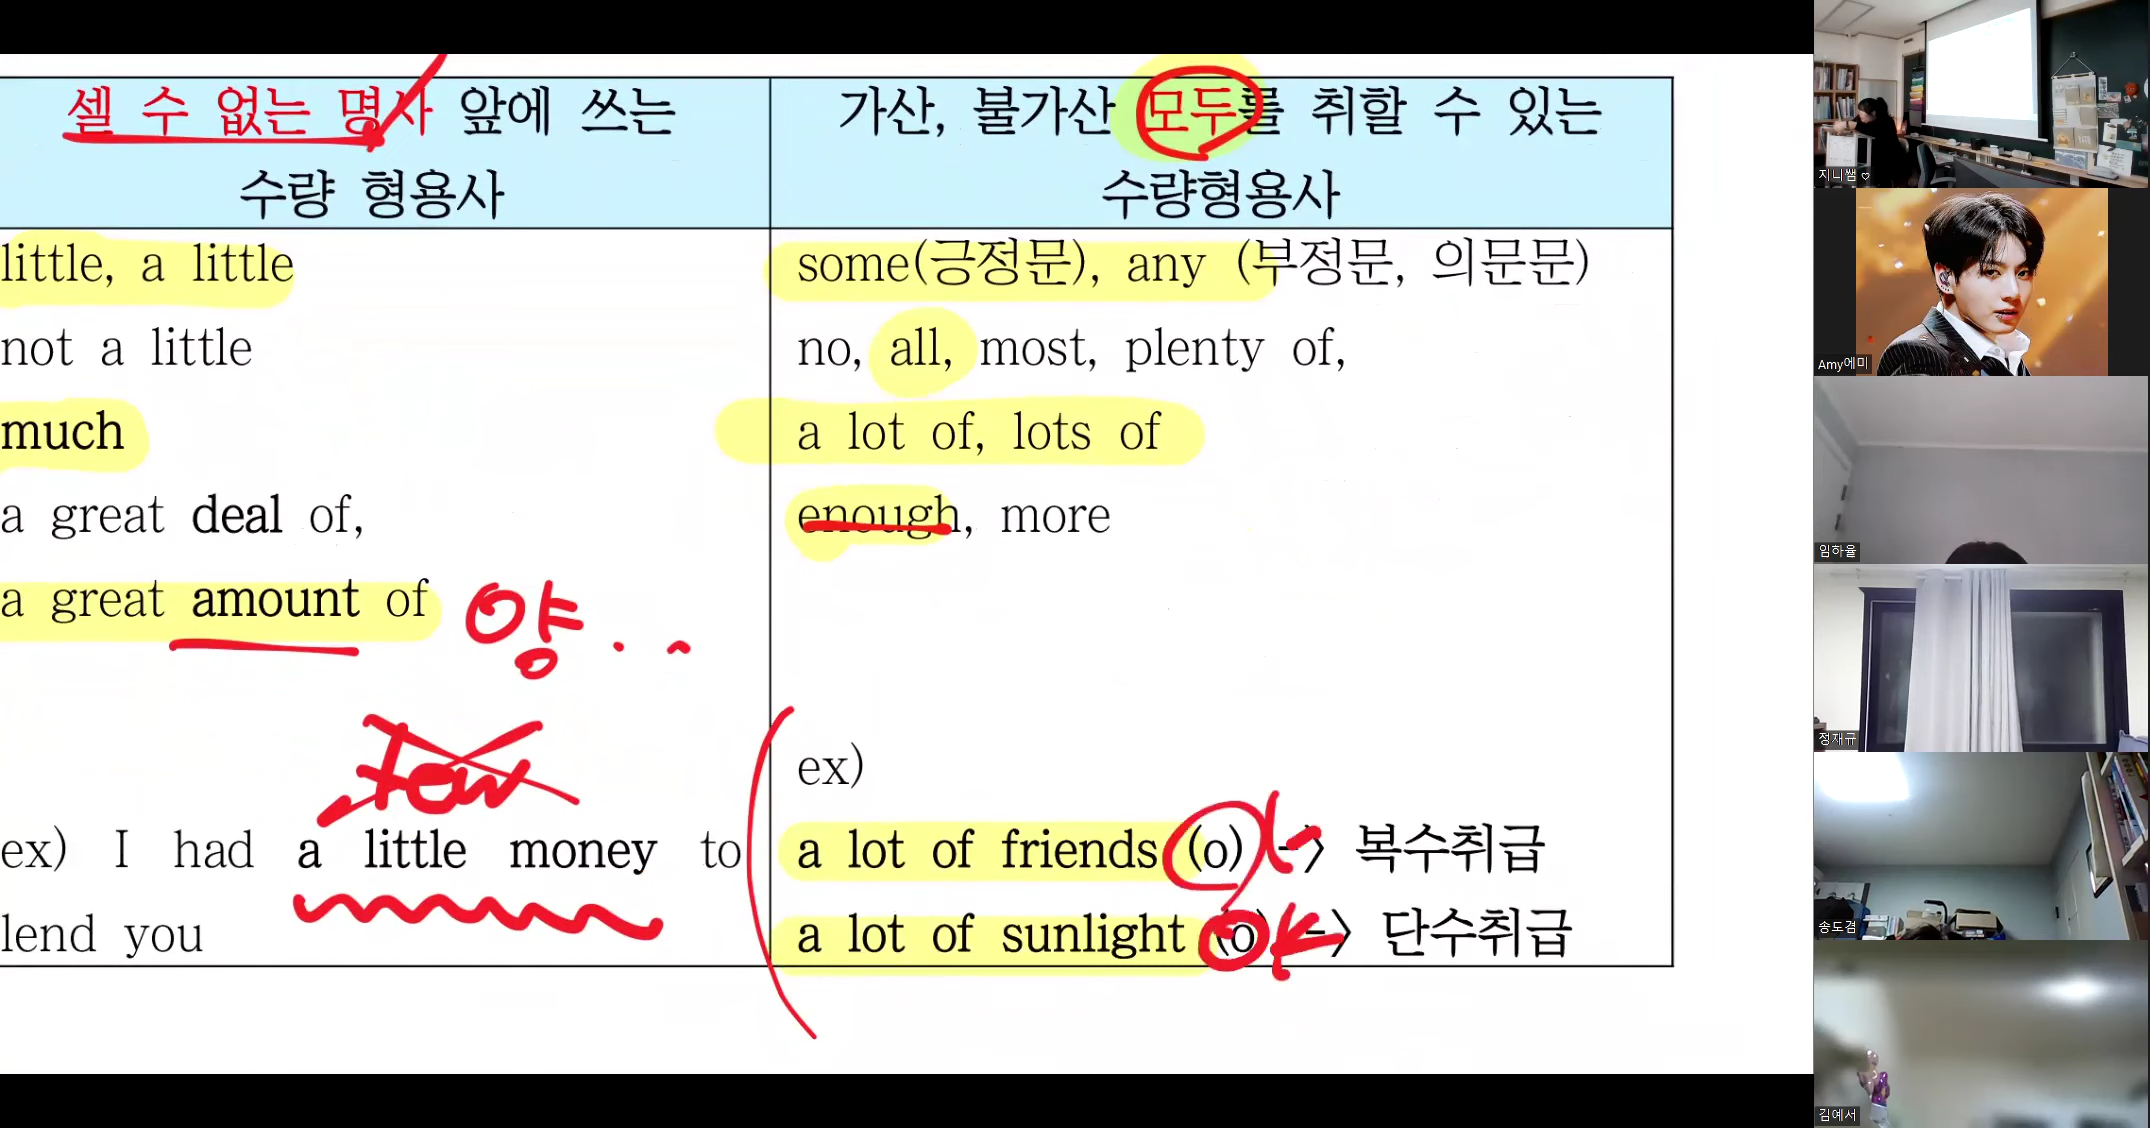 셀 수 없는 명사 앞에 쓰는
수량 형용사
little, a little
not a little
much
a great deal of,
a great amount of
양
few
ex) I had a little money to
lend you
가산, 불가산 모두를 취할 수 있는
수량형용사
some(긍정문), any (부정문, 의문문)
no, all, most, plenty of,
a lot of, lots of
enough, more
ex)
a lot of friends (o) -> 복수취급
a lot of sunlight (o) -> 단수취급
지니쌤 ♡
Amy에미
임하율
정재규
송도겸
김예서